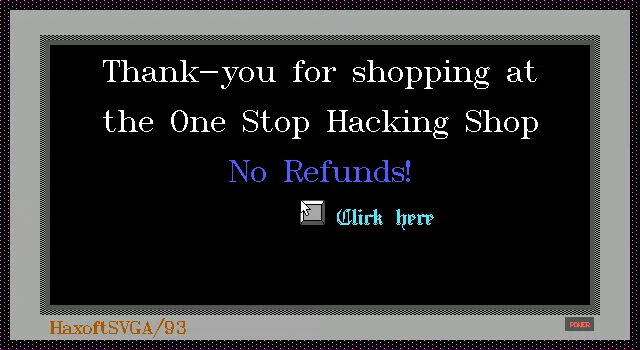 Thank-you for shopping at
the One Stop Hacking Shop
No Refunds!
Click here
HaxoftSVGA/93
POWER